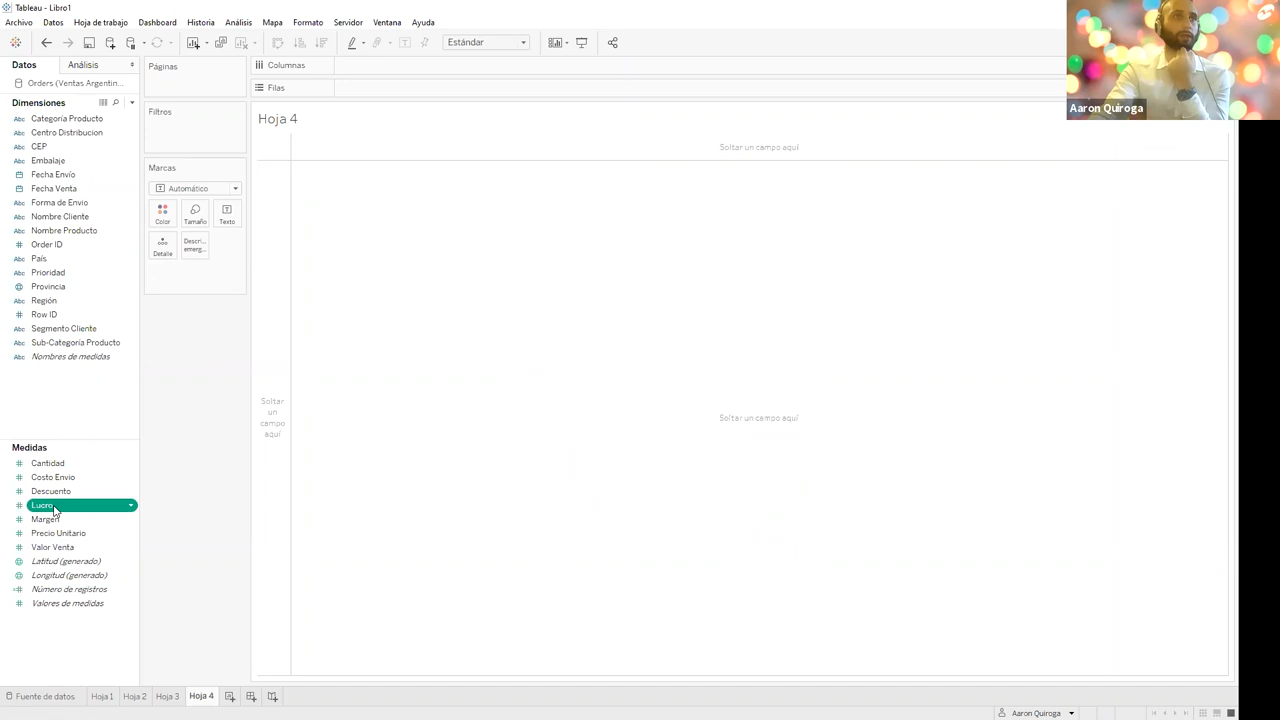 Tableau - Libro1
Archivo Datos Hoja de trabajo Dashboard Historia Análisis Mapa Formato Servidor Ventana Ayuda
Estándar
Datos Análisis
Orders (Ventas Argentin...
Dimensiones
Categoría Producto
Centro Distribucion
CEP
Embalaje
Fecha Envío
Fecha Venta
Forma de Envio
Nombre Cliente
Nombre Producto
Order ID
País
Prioridad
Provincia
Región
Row ID
Segmento Cliente
Sub-Categoría Producto
Nombres de medidas
Medidas
Cantidad
Costo Envio
Descuento
Lucro
Margen
Precio Unitario
Valor Venta
Latitud (generado)
Longitud (generado)
Número de registros
Valores de medidas
Páginas
Filtros
Marcas
Automático
Color Tamaño Texto
Detalle Descri... emerg...
Columnas
Filas
Hoja 4
Soltar un campo aquí
Soltar
un
campo
aquí
Soltar un campo aquí
Aaron Quiroga
Fuente de datos Hoja 1 Hoja 2 Hoja 3 Hoja 4
Aaron Quiroga